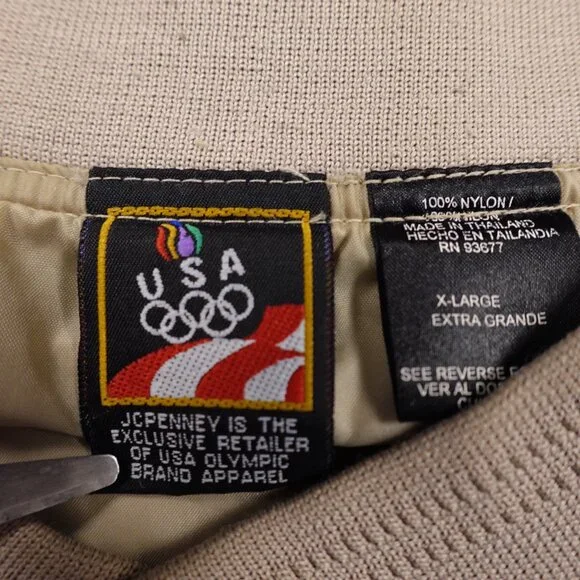 USA
JCPENNEY IS THE
EXCLUSIVE RETAILER
OF USA OLYMPIC
BRAND APPAREL
100% NYLON/
MADE IN THAILAND
HECHO EN TAILANDIA
RN 93677
X-LARGE
EXTRA GRANDE
SEE REVERSE
VER AL